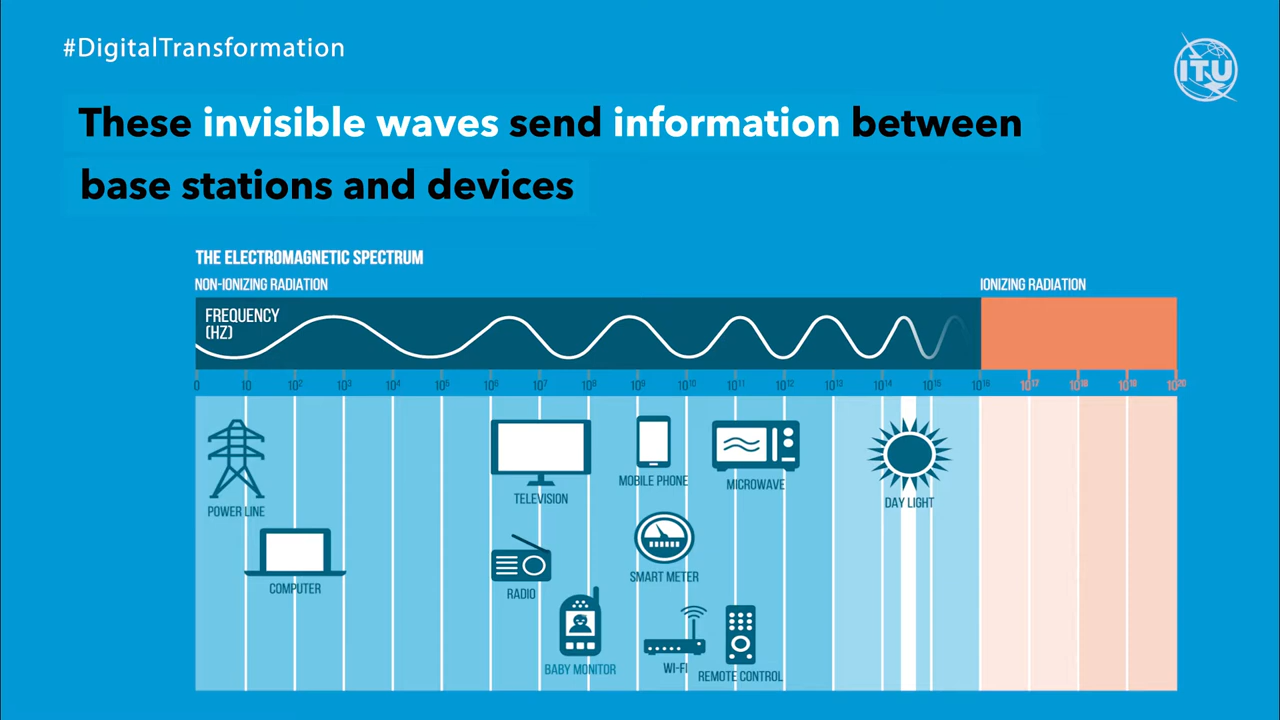 #DigitalTransformation
ITU
These invisible waves send information between
base stations and devices
THE ELECTROMAGNETIC SPECTRUM
NON-IONIZING RADIATION
IONIZING RADIATION
FREQUENCY
(HZ)
0 10 10² 10³ 10⁴ 10⁵ 10⁶ 10⁷ 10⁸ 10⁹ 10¹⁰ 10¹¹ 10¹² 10¹³ 10¹⁴ 10¹⁵ 10¹⁶ 10¹⁷ 10¹⁸ 10¹⁹ 10²⁰
POWER LINE
COMPUTER
TELEVISION
RADIO
BABY MONITOR
MOBILE PHONE
SMART METER
WI-FI
MICROWAVE
REMOTE CONTROL
DAY LIGHT